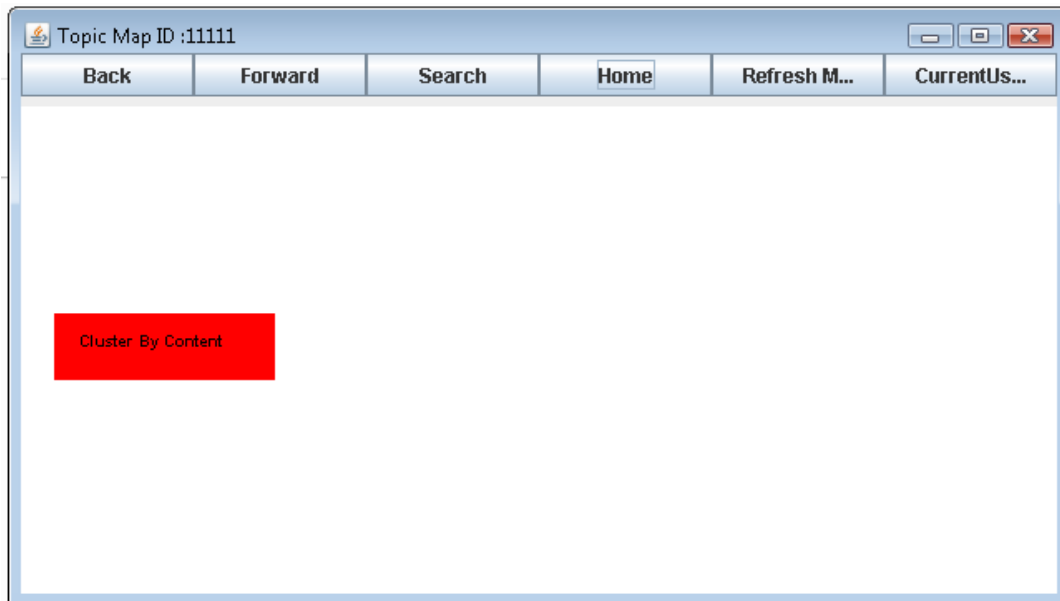 Topic Map ID :11111
Back Forward Search Home Refresh M... CurrentUs...
Cluster By Content